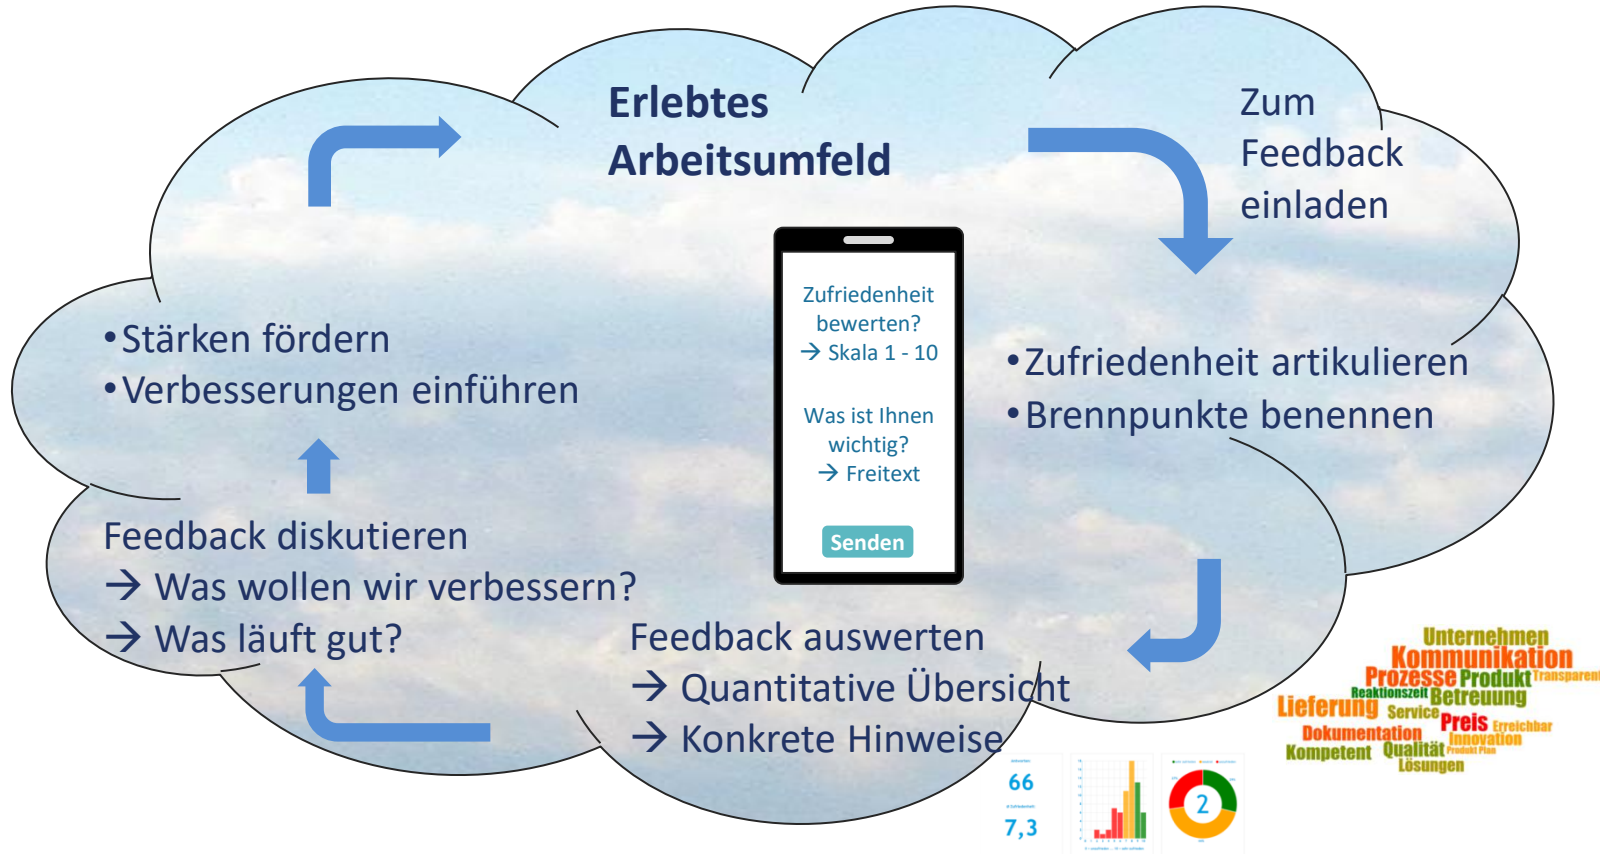 Erlebtes
Arbeitsumfeld
Zum
Feedback
einladen
Zufriedenheit
bewerten?
→ Skala 1 - 10
Was ist Ihnen
wichtig?
→ Freitext
Senden
•Zufriedenheit artikulieren
•Brennpunkte benennen
•Stärken fördern
•Verbesserungen einführen
Feedback diskutieren
→ Was wollen wir verbessern?
→ Was läuft gut?
Feedback auswerten
→ Quantitative Übersicht
→ Konkrete Hinweise
66
7,3
2
Unternehmen
Kommunikation
Prozesse Produkt Transparent
Reaktionszeit Betreuung
Lieferung Service Preis Erreichbar
Dokumentation Innovation
Kompetent Qualität Produkt Plan
Lösungen